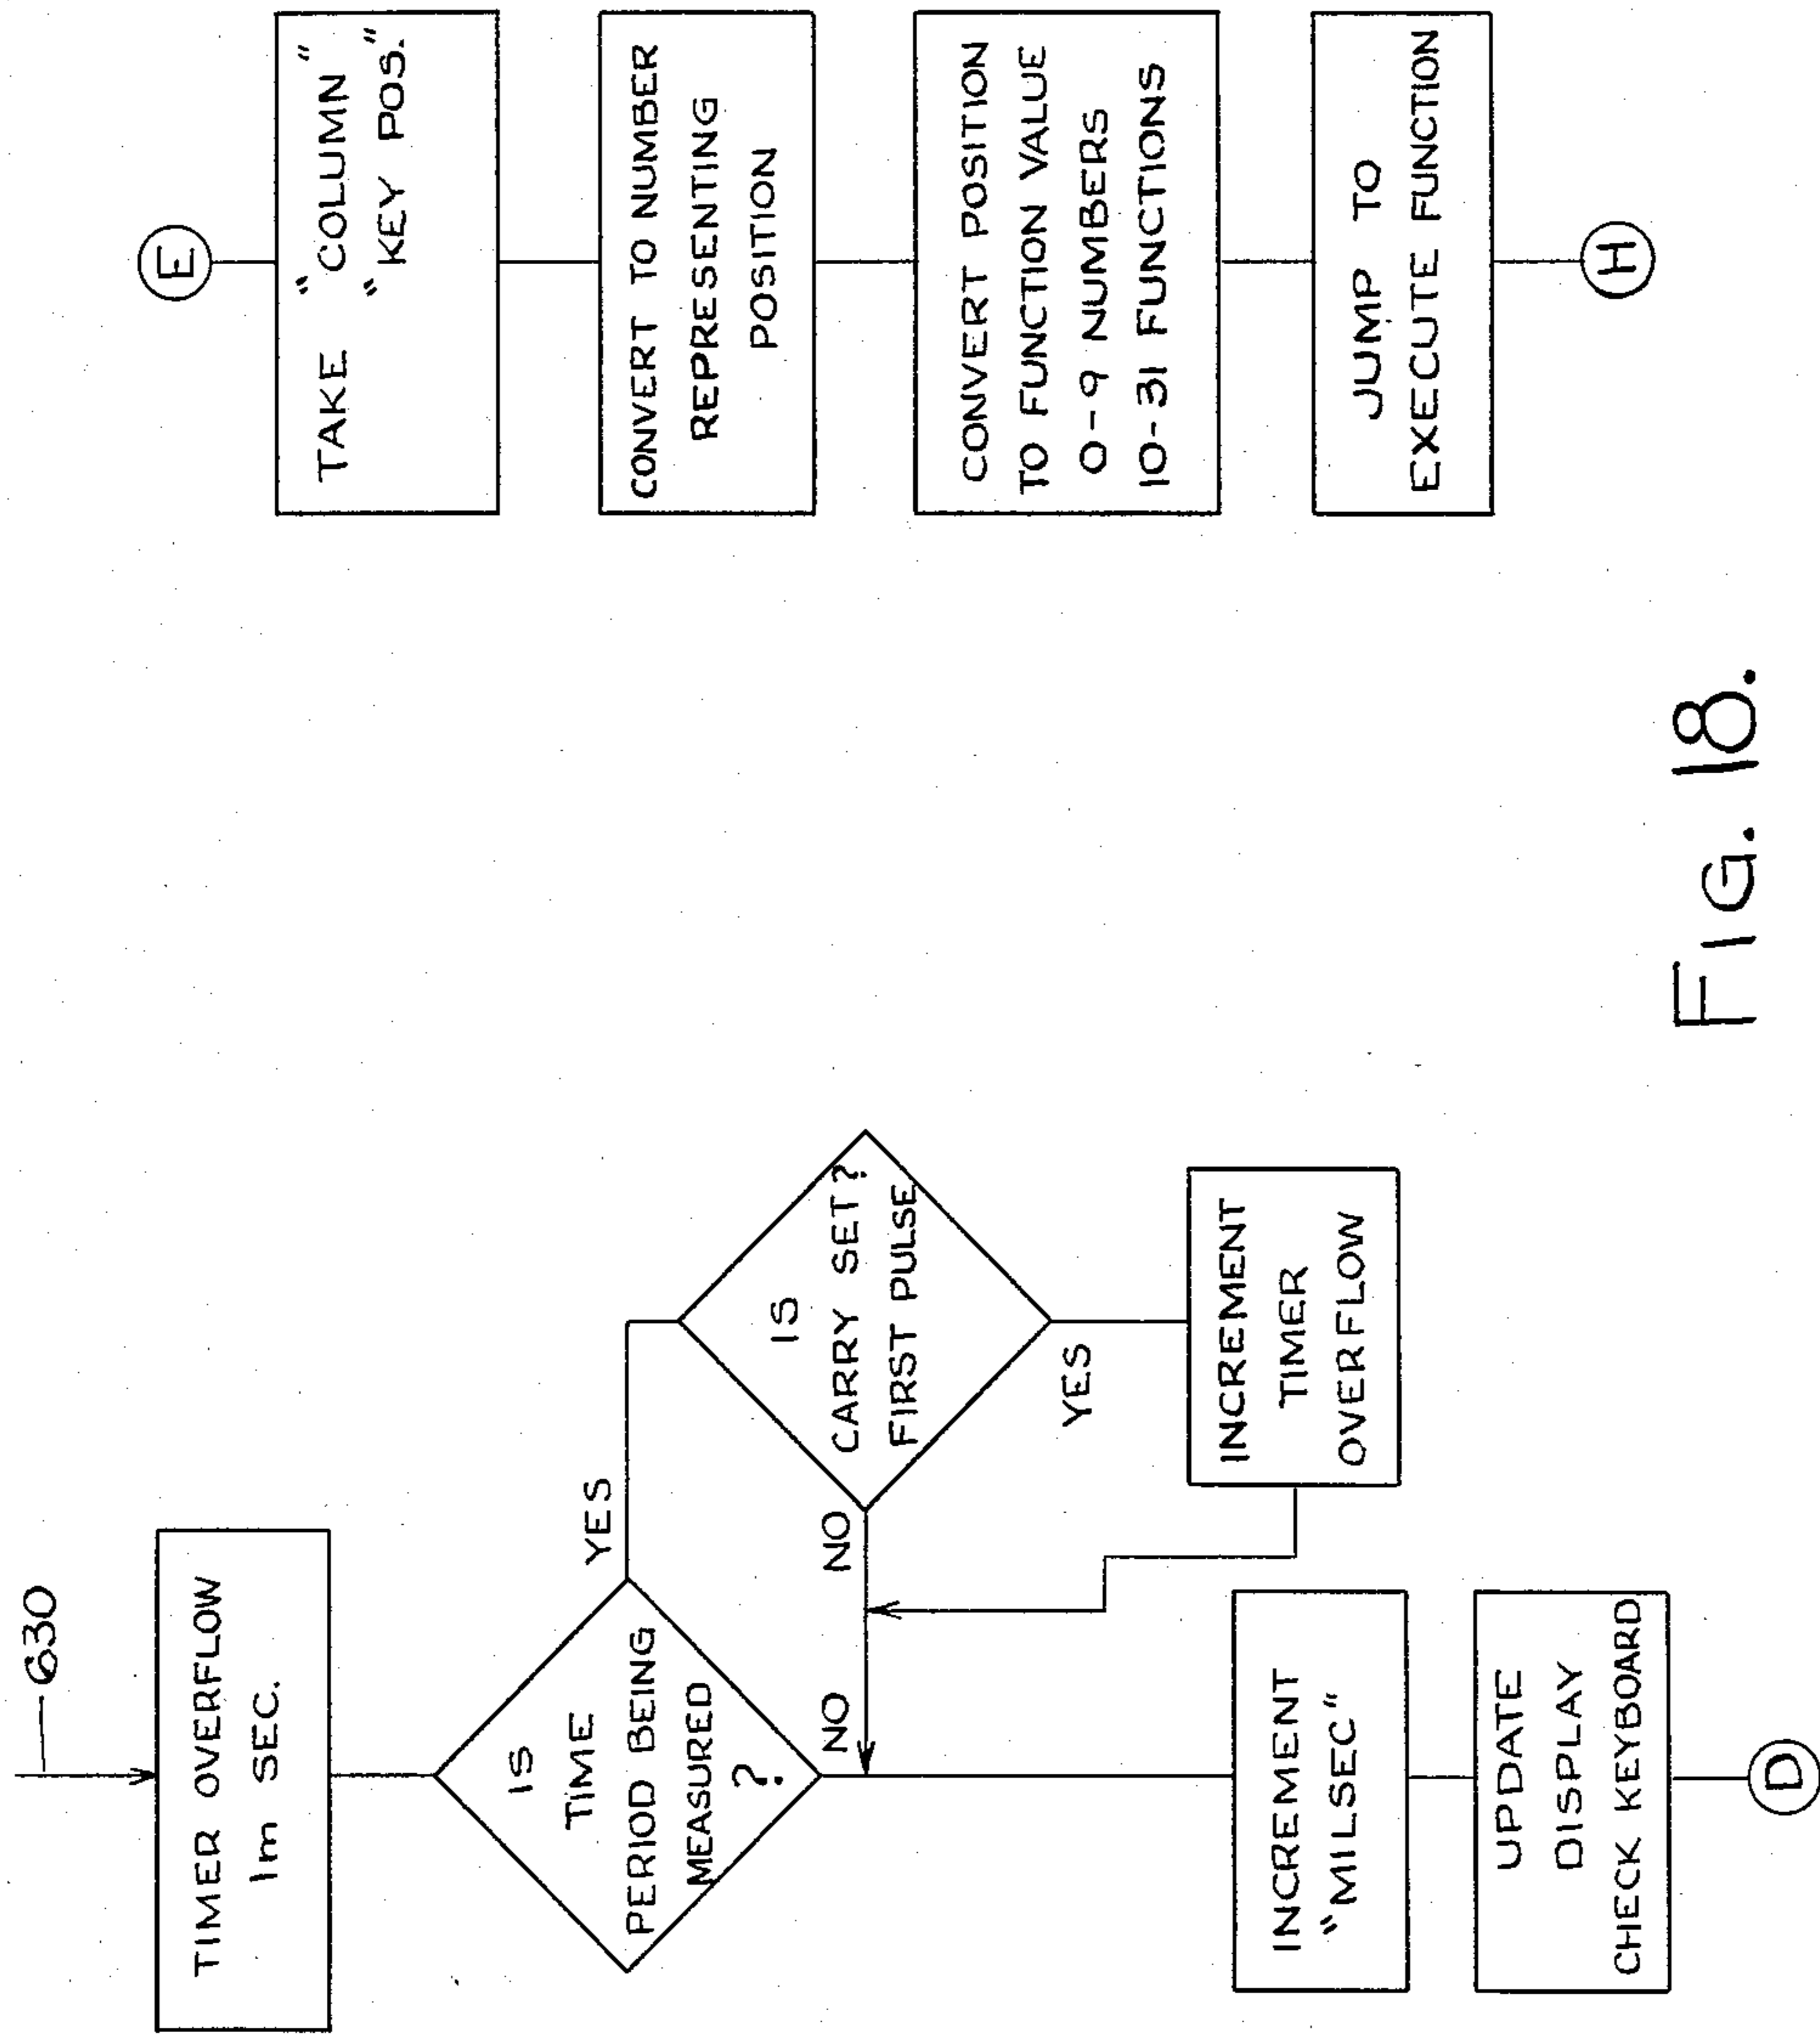 630
TIMER OVERFLOW
1m SEC.
IS
TIME
PERIOD BEING
MEASURED
?
YES
NO
IS
CARRY SET?
FIRST PULSE
NO
YES
INCREMENT
TIMER
OVERFLOW
INCREMENT
"MILSEC"
UPDATE
DISPLAY
CHECK KEYBOARD
D
E
TAKE "COLUMN"
"KEY POS."
CONVERT TO NUMBER
REPRESENTING
POSITION
CONVERT POSITION
TO FUNCTION VALUE
0-9 NUMBERS
10-31 FUNCTIONS
JUMP TO
EXECUTE FUNCTION
H
FIG. 18.